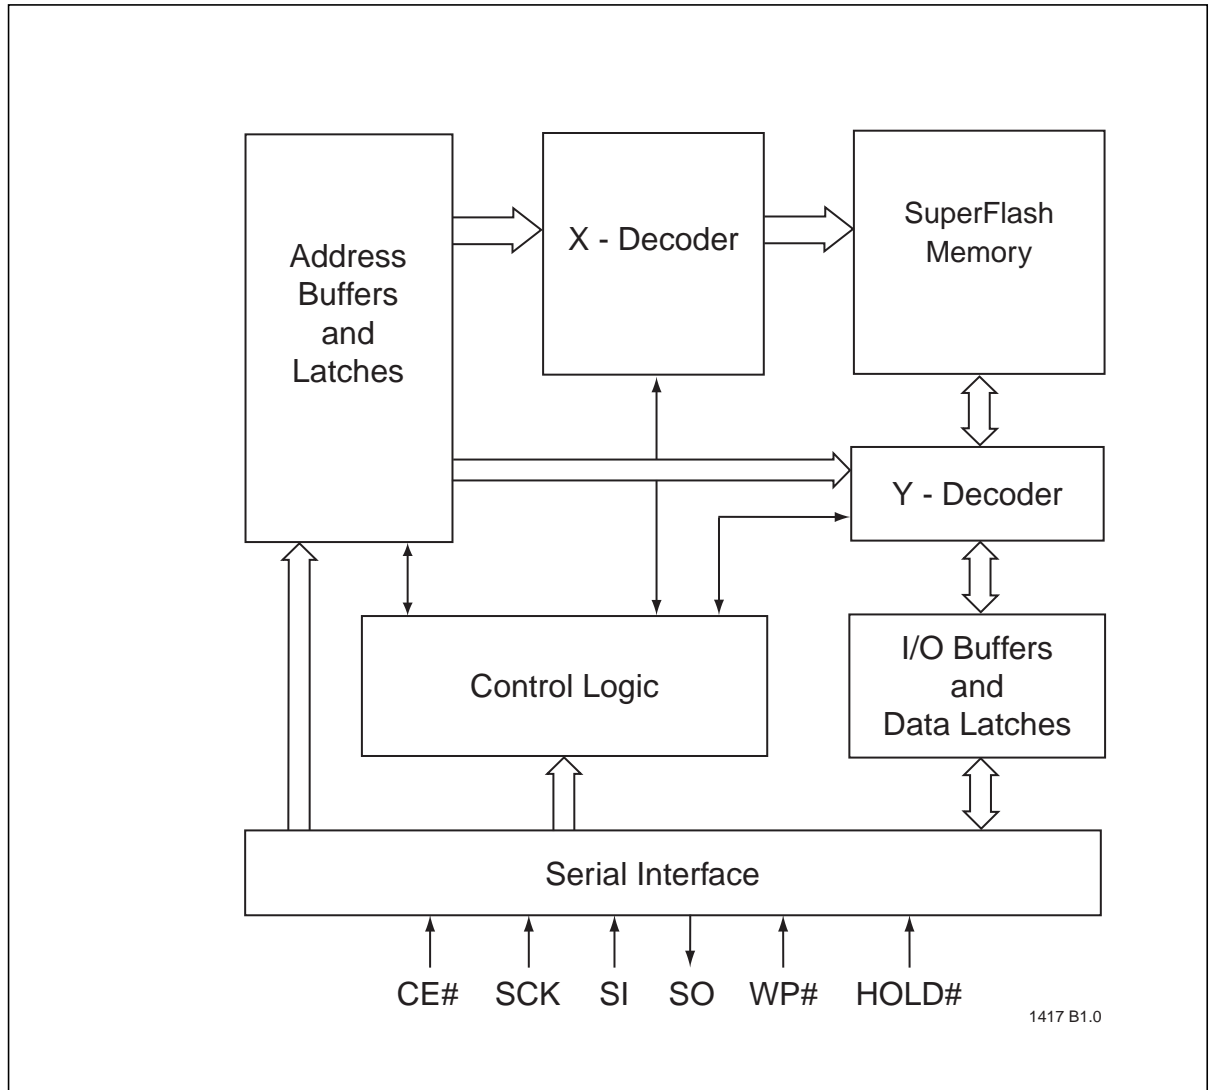 Address
Buffers
and
Latches
X - Decoder
SuperFlash
Memory
Y - Decoder
Control Logic
I/O Buffers
and
Data Latches
Serial Interface
CE# SCK SI SO WP# HOLD#
1417 B1.0